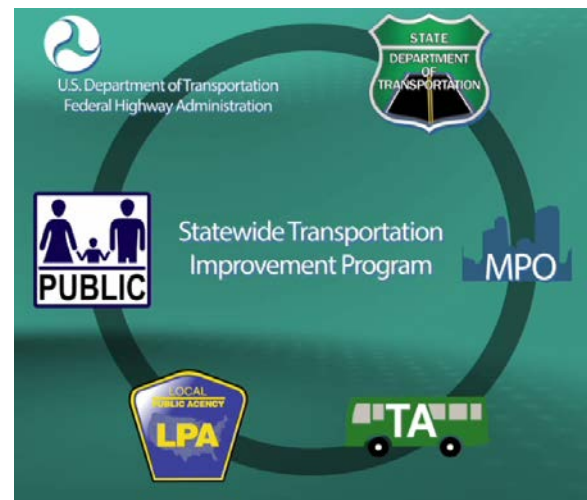 U.S. Department of Transportation
Federal Highway Administration
STATE
DEPARTMENT
OF
TRANSPORTATION
Statewide Transportation
Improvement Program
PUBLIC
MPO
LOCAL
PUBLIC AGENCY
LPA
TA